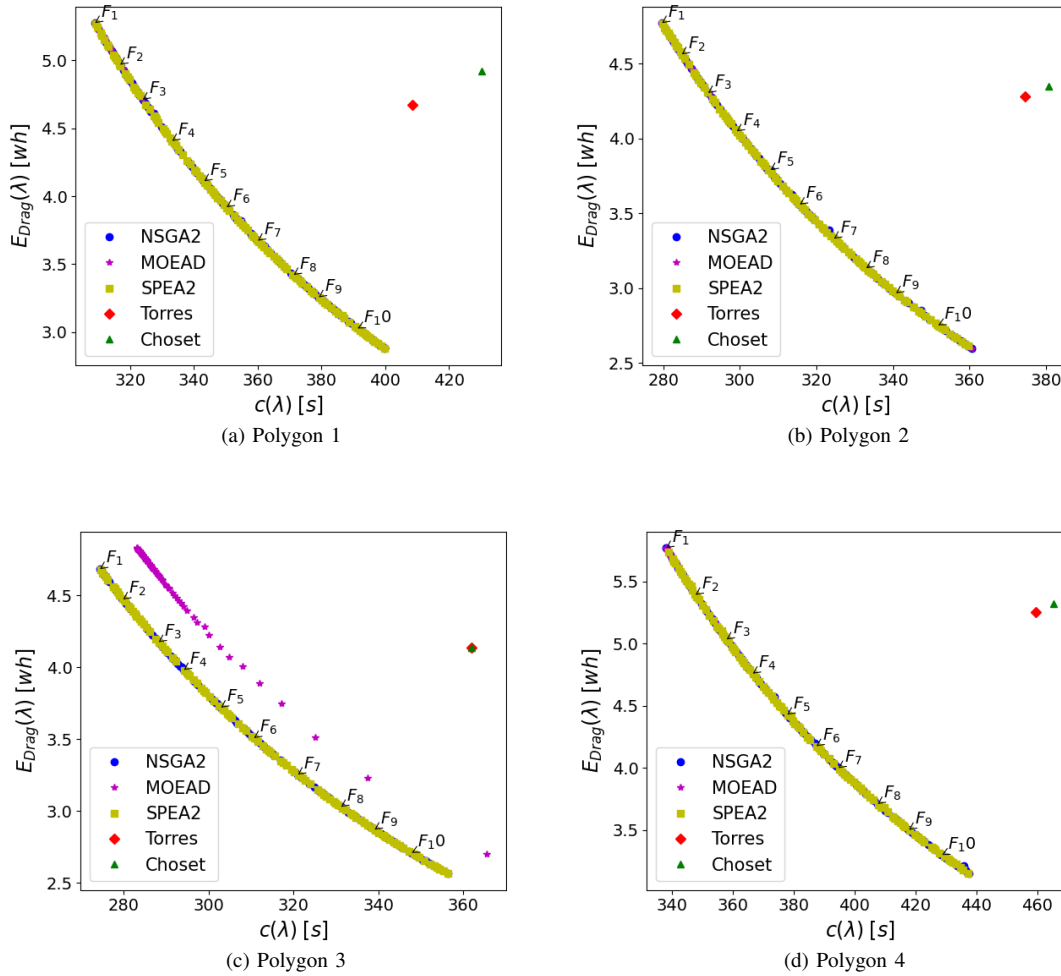 F1
F2
F3
F4
F5
F6
F7
F8
F9
F10
5.0
4.5
4.0
3.5
3.0
E_Drag(λ) [wh]
NSGA2
MOEAD
SPEA2
Torres
Choset
320 340 360 380 400 420
c(λ) [s]
(a) Polygon 1
F1
F2
F3
F4
F5
F6
F7
F8
F9
F10
4.5
4.0
3.5
3.0
2.5
E_Drag(λ) [wh]
NSGA2
MOEAD
SPEA2
Torres
Choset
280 300 320 340 360 380
c(λ) [s]
(b) Polygon 2
F1
F2
F3
F4
F5
F6
F7
F8
F9
F10
4.5
4.0
3.5
3.0
2.5
E_Drag(λ) [wh]
NSGA2
MOEAD
SPEA2
Torres
Choset
280 300 320 340 360
c(λ) [s]
(c) Polygon 3
F1
F2
F3
F4
F5
F6
F7
F8
F9
F10
5.5
5.0
4.5
4.0
3.5
E_Drag(λ) [wh]
NSGA2
MOEAD
SPEA2
Torres
Choset
340 360 380 400 420 440 460
c(λ) [s]
(d) Polygon 4